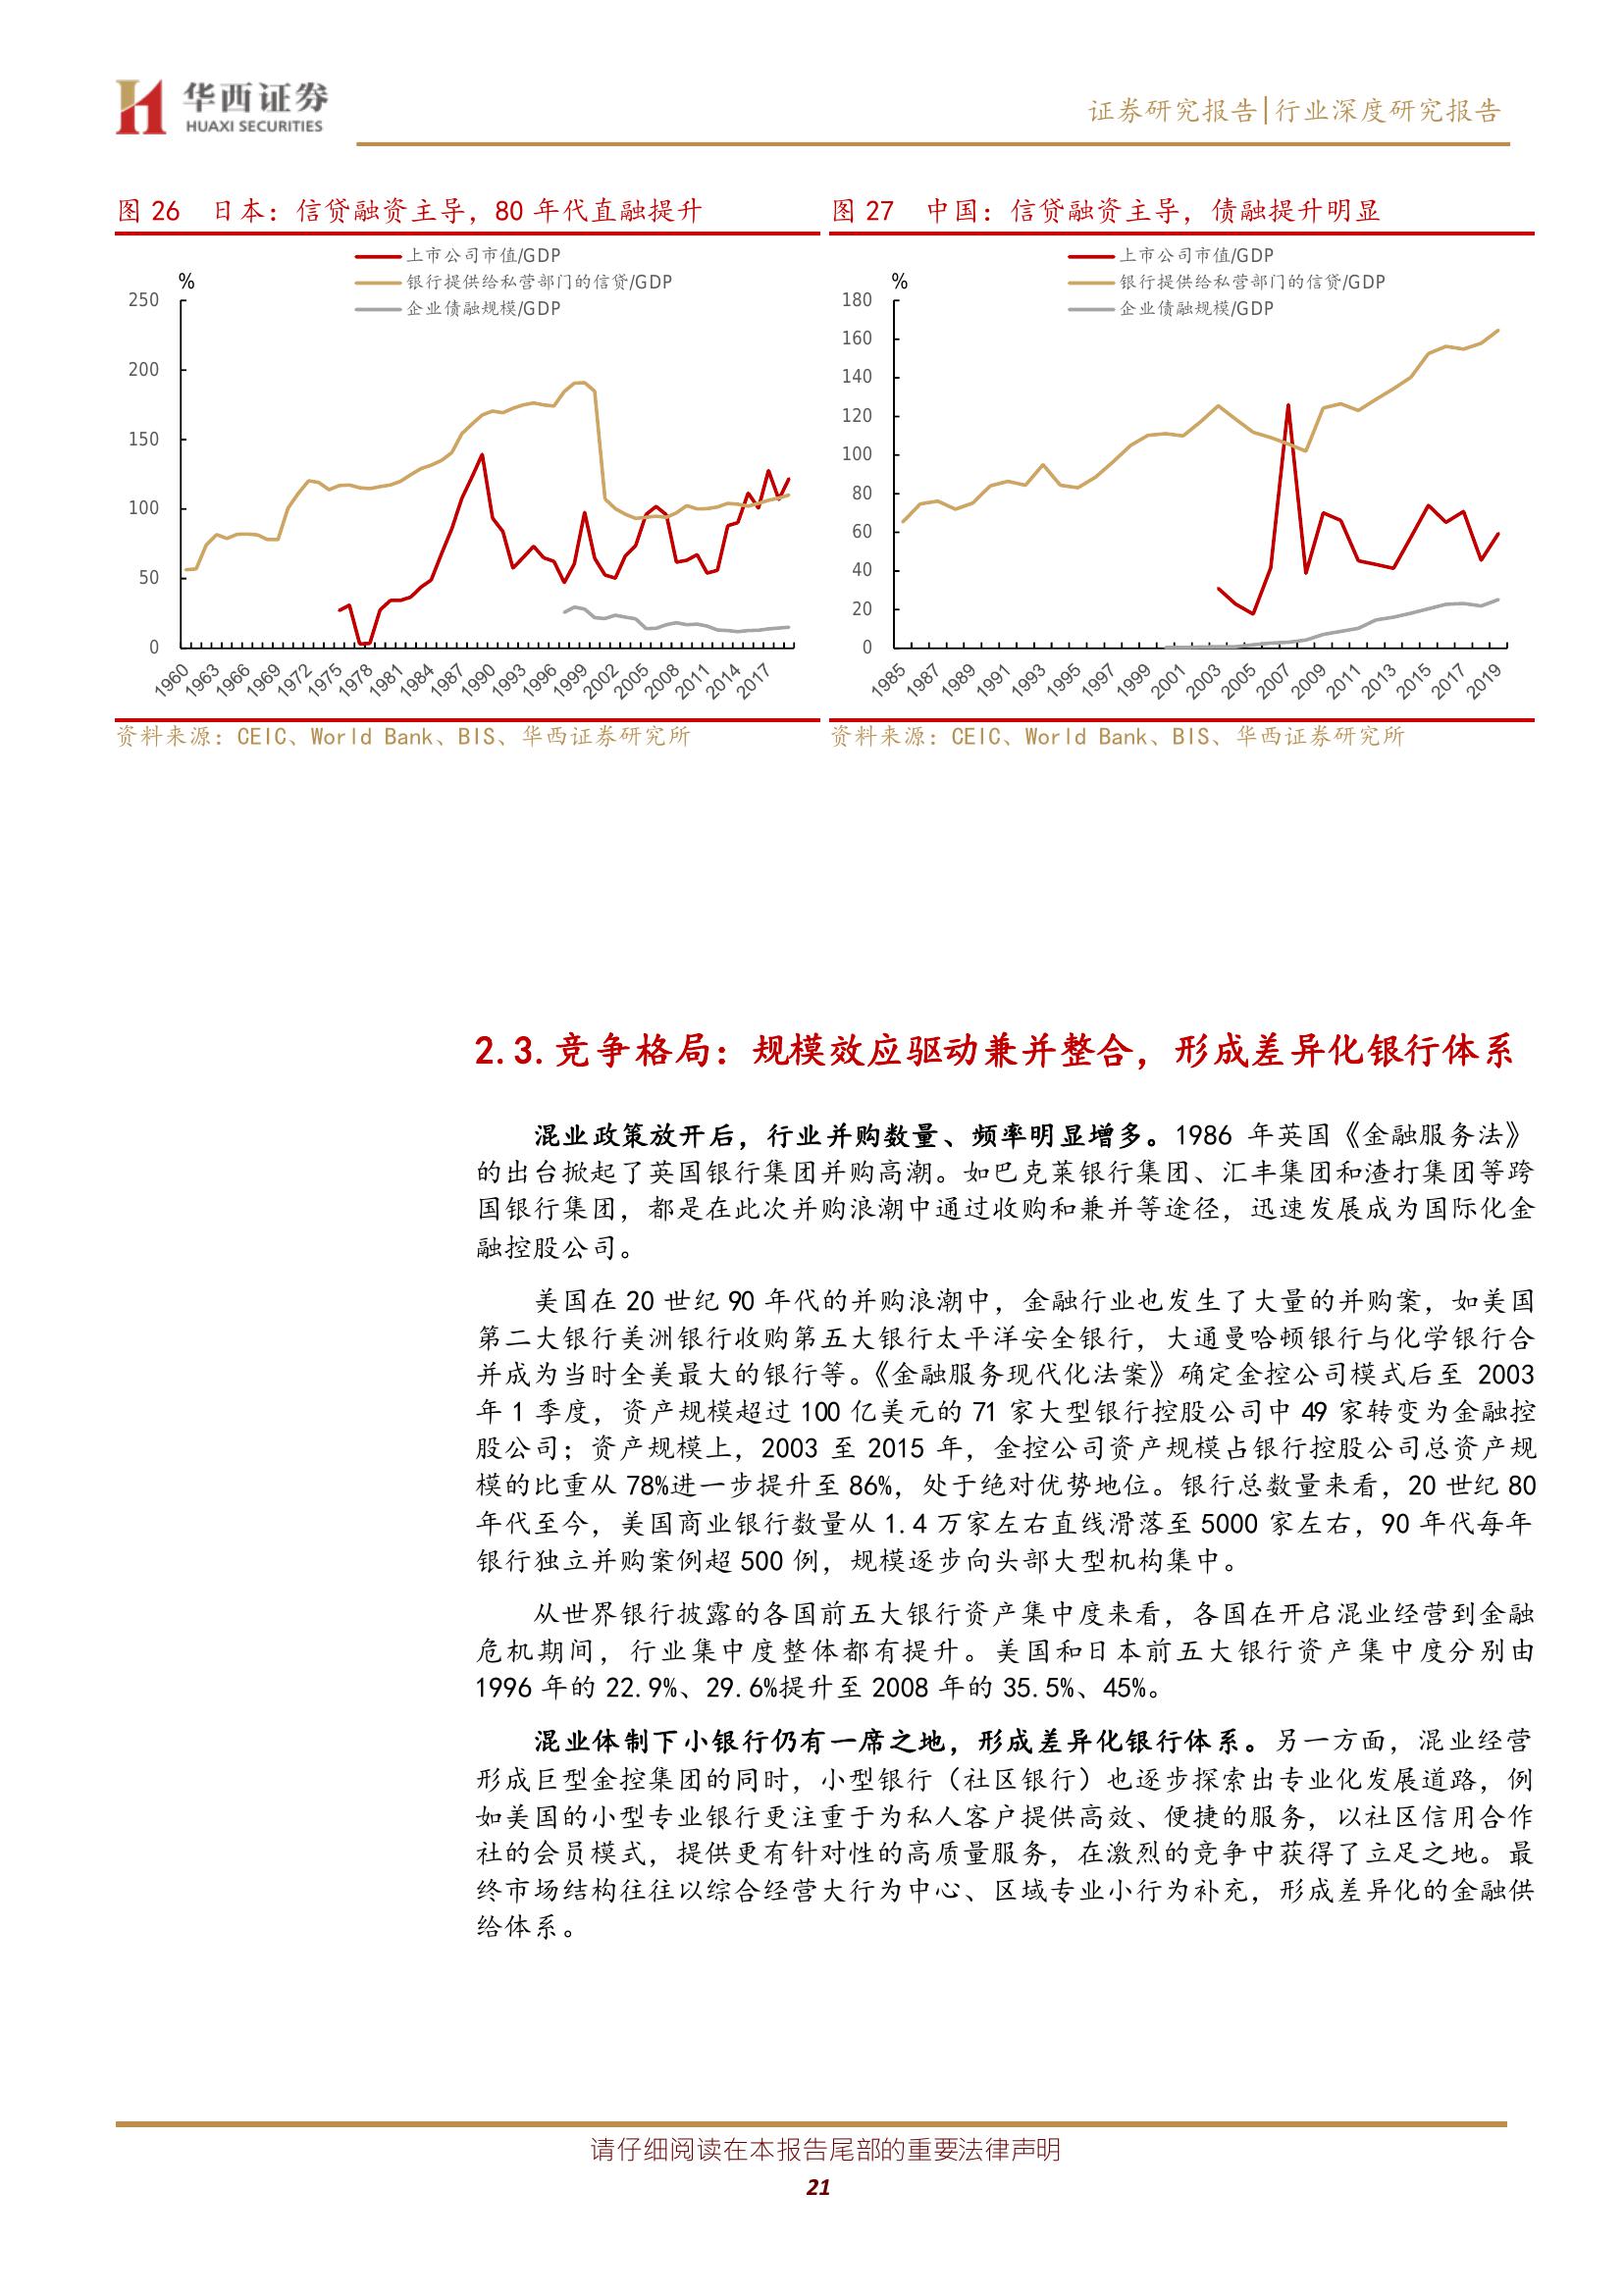 华西证券
HUAXI SECURITIES
证券研究报告|行业深度研究报告
图 26 日本：信贷融资主导，80 年代直融提升
上市公司市值/GDP
银行提供给私营部门的信贷/GDP
企业债融规模/GDP
%
250
200
150
100
50
0
1960 1963 1966 1969 1972 1975 1978 1981 1984 1987 1990 1993 1996 1999 2002 2005 2008 2011 2014 2017
资料来源：CEIC、World Bank、BIS、华西证券研究所
图 27 中国：信贷融资主导，债融提升明显
上市公司市值/GDP
银行提供给私营部门的信贷/GDP
企业债融规模/GDP
%
180
160
140
120
100
80
60
40
20
0
1985 1987 1989 1991 1993 1995 1997 1999 2001 2003 2005 2007 2009 2011 2013 2015 2017 2019
资料来源：CEIC、World Bank、BIS、华西证券研究所
2.3.竞争格局：规模效应驱动兼并整合，形成差异化银行体系
混业政策放开后，行业并购数量、频率明显增多。1986 年英国《金融服务法》
的出台掀起了英国银行集团并购高潮。如巴克莱银行集团、汇丰集团和渣打集团等跨
国银行集团，都是在此次并购浪潮中通过收购和兼并等途径，迅速发展成为国际化金
融控股公司。
美国在 20 世纪 90 年代的并购浪潮中，金融行业也发生了大量的并购案，如美国
第二大银行美洲银行收购第五大银行太平洋安全银行，大通曼哈顿银行与化学银行合
并成为当时全美最大的银行等。《金融服务现代化法案》确定金控公司模式后至 2003
年 1 季度，资产规模超过 100 亿美元的 71 家大型银行控股公司中 49 家转变为金融控
股公司；资产规模上，2003 至 2015 年，金控公司资产规模占银行控股公司总资产规
模的比重从 78%进一步提升至 86%，处于绝对优势地位。银行总数量来看，20 世纪 80
年代至今，美国商业银行数量从 1.4 万家左右直线滑落至 5000 家左右，90 年代每年
银行独立并购案例超 500 例，规模逐步向头部大型机构集中。
从世界银行披露的各国前五大银行资产集中度来看，各国在开启混业经营到金融
危机期间，行业集中度整体都有提升。美国和日本前五大银行资产集中度分别由
1996 年的 22.9%、29.6%提升至 2008 年的 35.5%、45%。
混业体制下小银行仍有一席之地，形成差异化银行体系。另一方面，混业经营
形成巨型金控集团的同时，小型银行（社区银行）也逐步探索出专业化发展道路，例
如美国的小型专业银行更注重于为私人客户提供高效、便捷的服务，以社区信用合作
社的会员模式，提供更有针对性的高质量服务，在激烈的竞争中获得了立足之地。最
终市场结构往往以综合经营大行为中心、区域专业小行为补充，形成差异化的金融供
给体系。
请仔细阅读在本报告尾部的重要法律声明
21